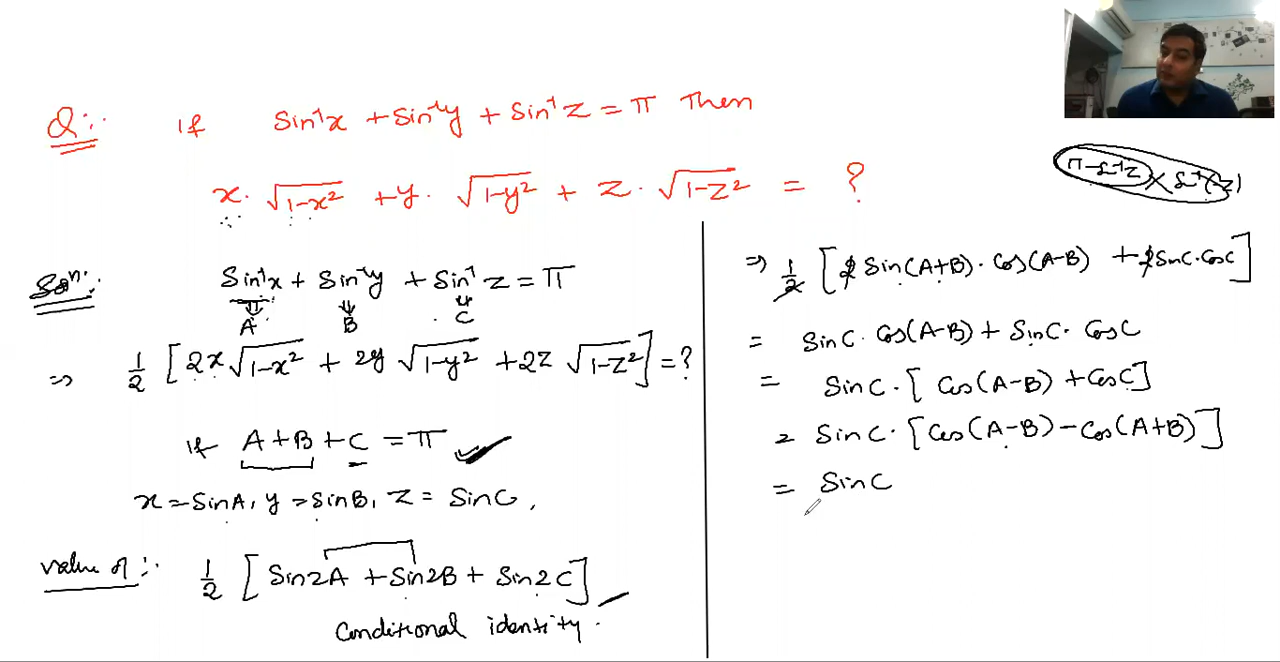 Q:- If Sin⁻¹x + Sin⁻¹y + Sin⁻¹z = π Then
x·√(1-x²) + y·√(1-y²) + z·√(1-z²) = ?
Solⁿ:- Sin⁻¹x + Sin⁻¹y + Sin⁻¹z = π
A B C
⇒ 1/2 [2x√(1-x²) + 2y√(1-y²) + 2z√(1-z²)] = ?
If A+B+C = π
x = SinA, y = SinB, z = SinC,
value of:- 1/2 [Sin2A + Sin2B + Sin2C]
Conditional identity.
π-S⁻¹z × S⁻¹(-z)
⇒ 1/2 [2 Sin(A+B)·Cos(A-B) + 2SinC·CosC]
= SinC·Cos(A-B) + SinC·CosC
= SinC·[Cos(A-B) + CosC]
= SinC·[Cos(A-B) - Cos(A+B)]
= SinC